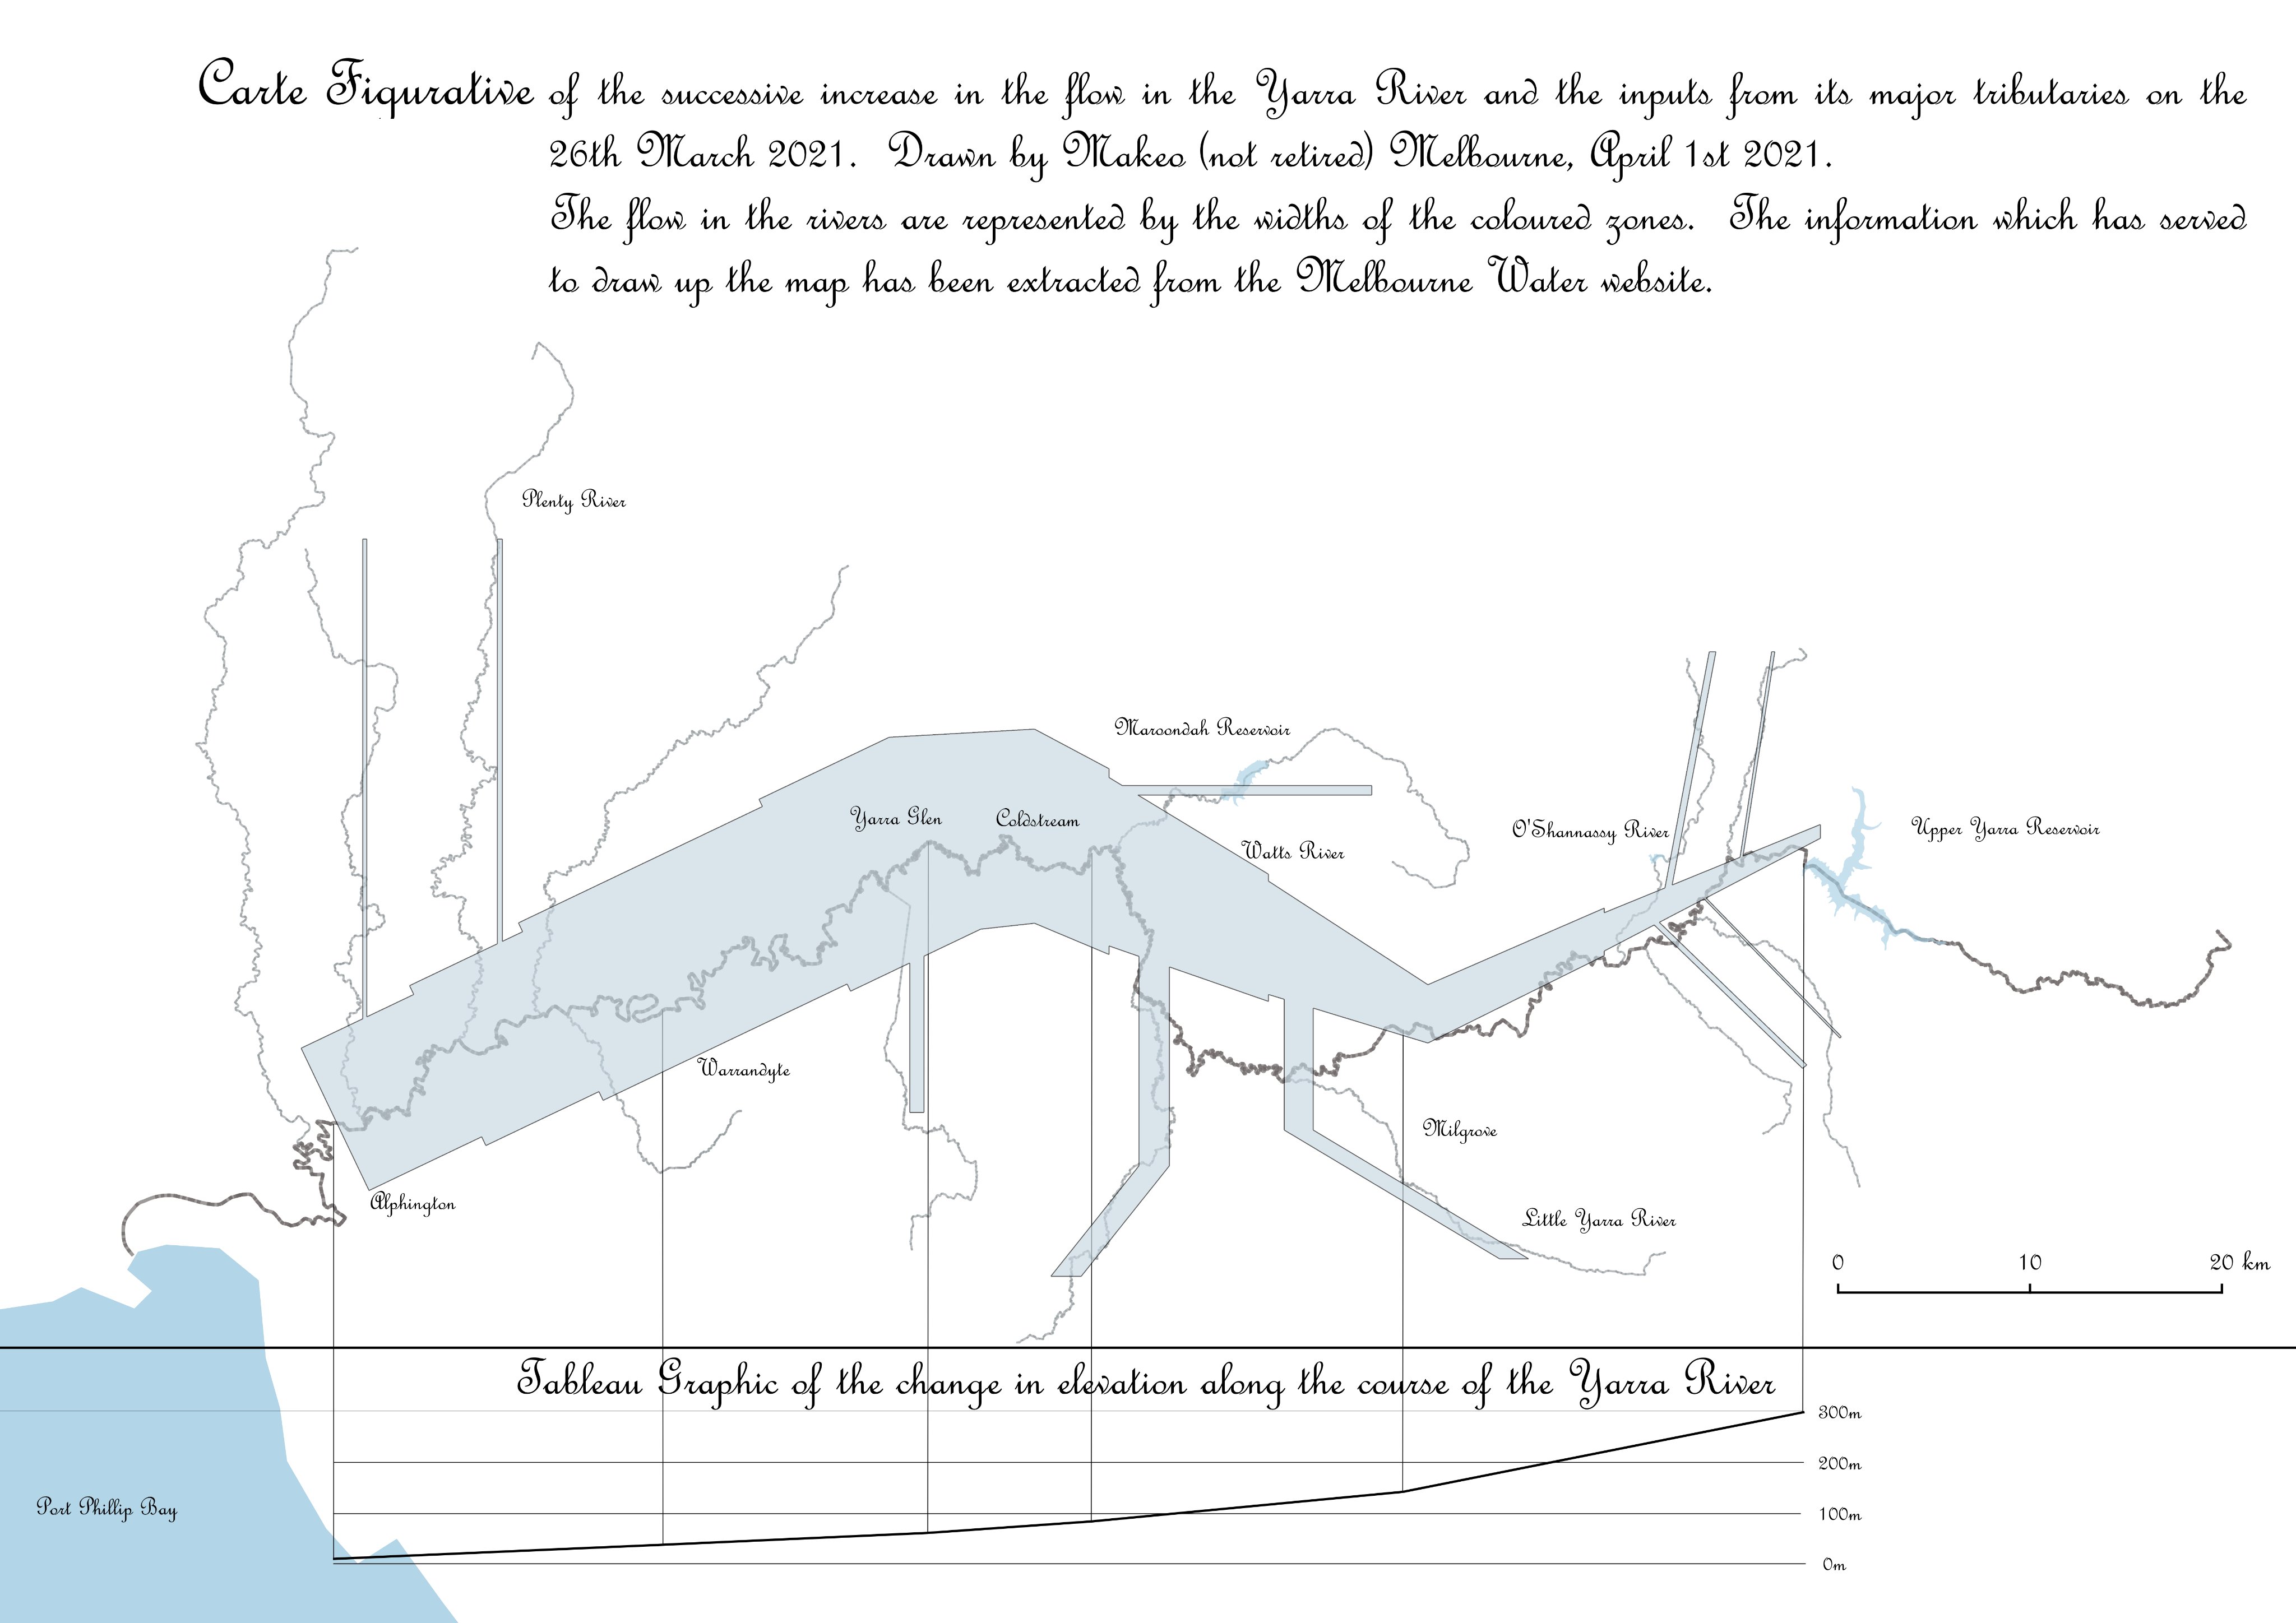 Carte Figurative of the successive increase in the flow in the Yarra River and the inputs from its major tributaries on the
26th March 2021. Drawn by Makeo (not retired) Melbourne, April 1st 2021.
The flow in the rivers are represented by the widths of the coloured zones. The information which has served
to draw up the map has been extracted from the Melbourne Water website.
Plenty River
Maroondah Reservoir
Yarra Glen
Coldstream
Watts River
O'Shannassy River
Upper Yarra Reservoir
Warrandyte
Milgrove
Alphington
Little Yarra River
0 10 20 km
Tableau Graphic of the change in elevation along the course of the Yarra River
300m
200m
100m
0m
Port Phillip Bay